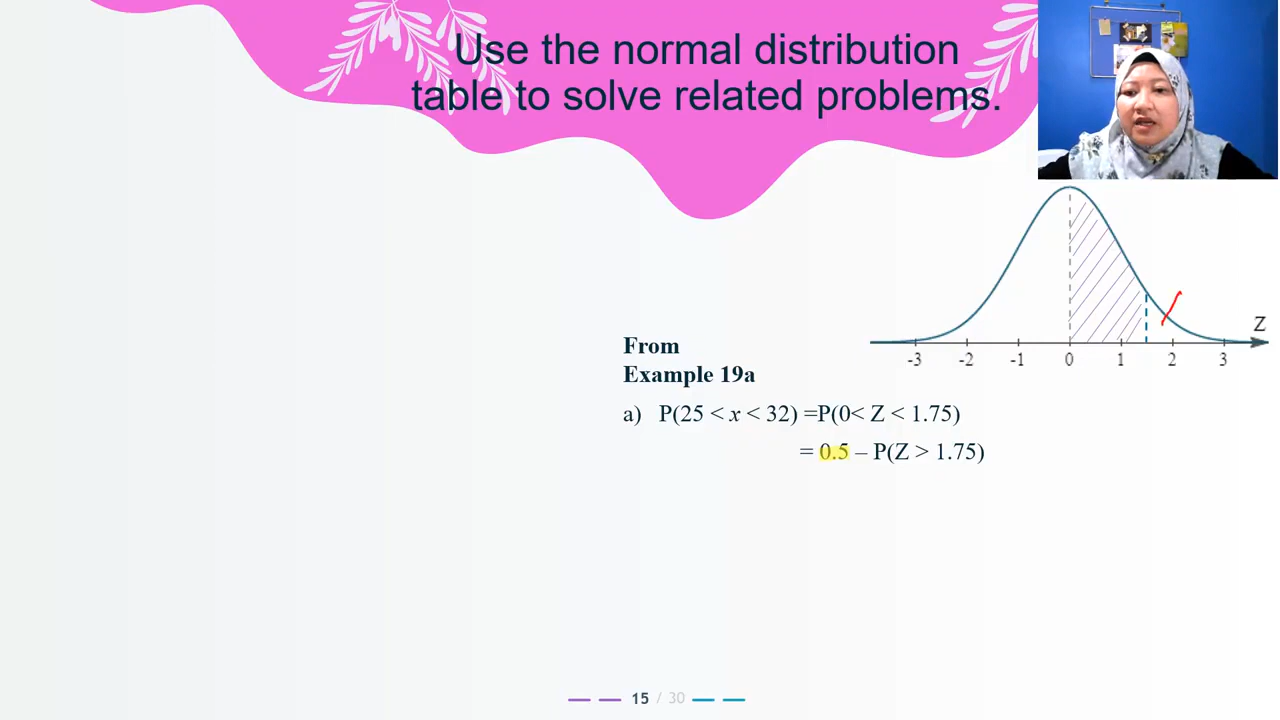 Use the normal distribution
table to solve related problems.
Z
-3 -2 -1 0 1 2 3
From
Example 19a
a) P(25 < x < 32) =P(0< Z < 1.75)
= 0.5 – P(Z > 1.75)
15 / 30